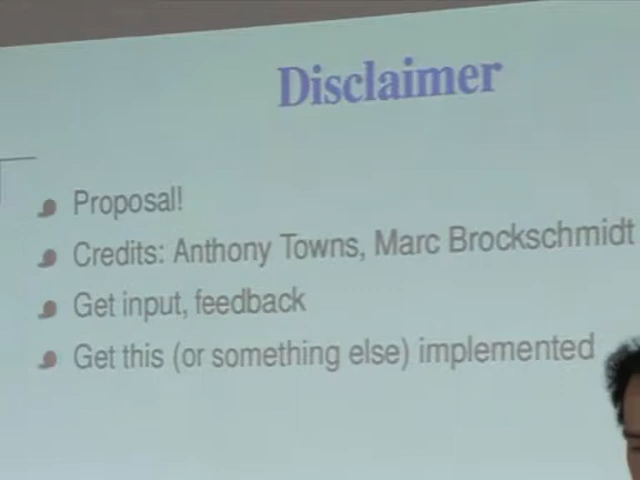 Disclaimer
Proposal!
Credits: Anthony Towns, Marc Brockschmidt
Get input, feedback
Get this (or something else) implemented